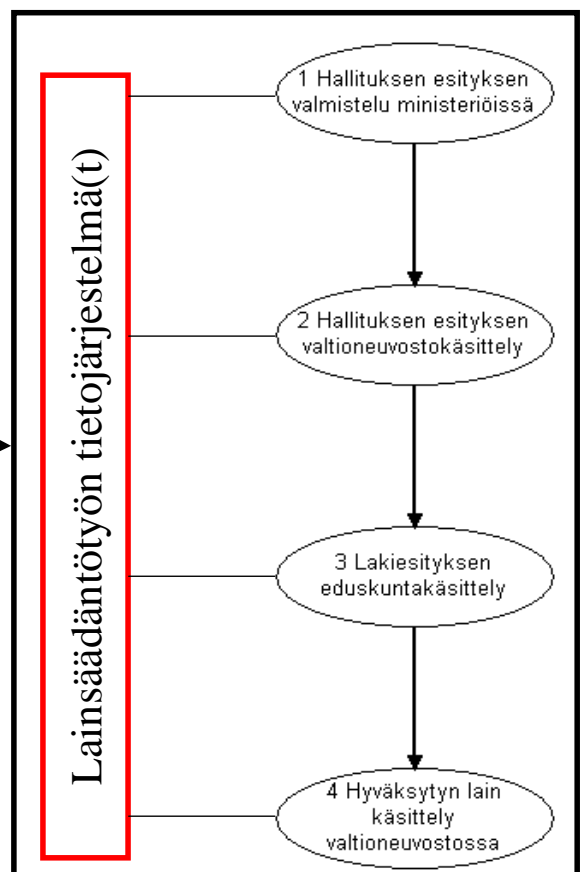 Lainsäädäntötyön tietojärjestelmä(t)
1 Hallituksen esityksen
valmistelu ministeriöissä
2 Hallituksen esityksen
valtioneuvostokäsittely
3 Lakiesityksen
eduskuntakäsittely
4 Hyväksytyn lain
käsittely
valtioneuvostossa